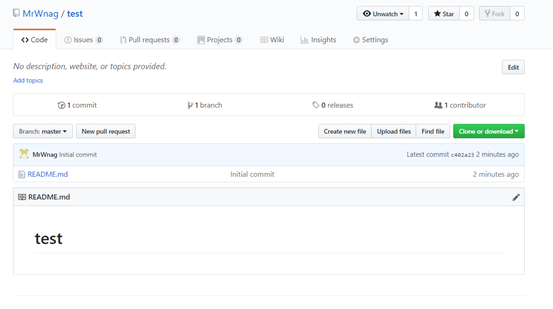 MrWnag / test
Unwatch 1 Star 0 Fork 0
Code Issues 0 Pull requests 0 Projects 0 Wiki Insights Settings
No description, website, or topics provided. Edit
Add topics
1 commit 1 branch 0 releases 1 contributor
Branch: master New pull request Create new file Upload files Find file Clone or download
MrWnag Initial commit Latest commit c402a23 2 minutes ago
README.md Initial commit 2 minutes ago
README.md
test